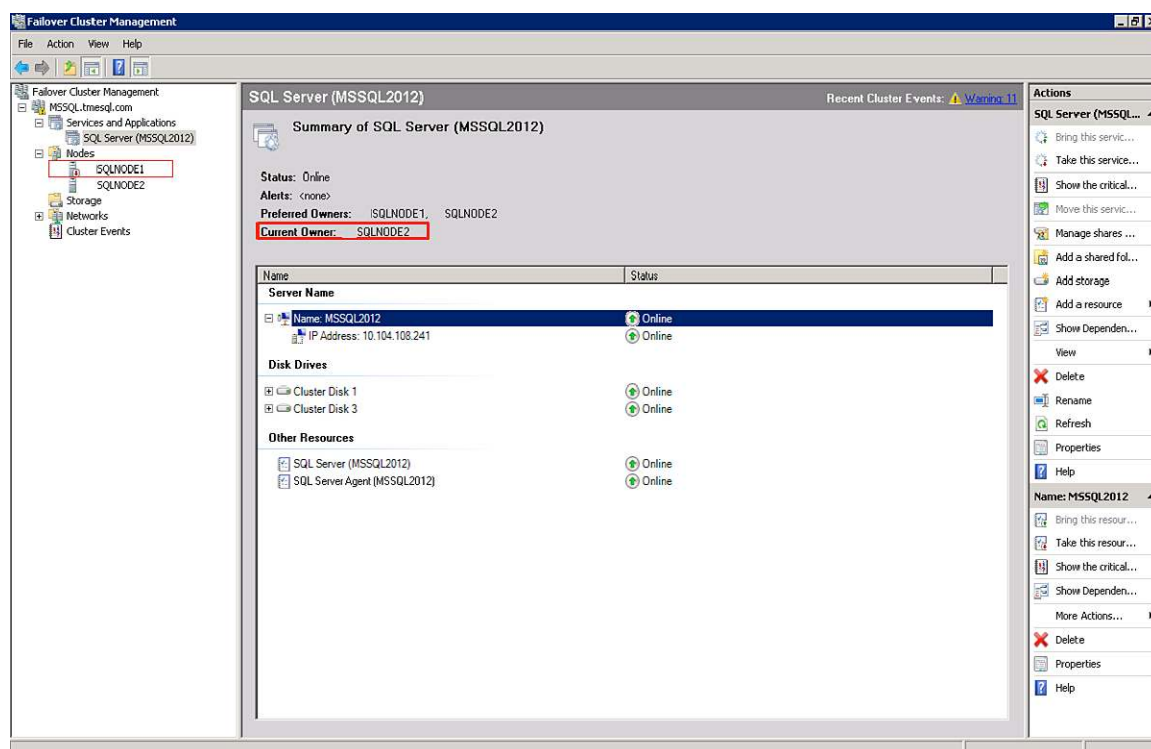 Failover Cluster Management
File Action View Help
Failover Cluster Management
MSSQL.tmesql.com
Services and Applications
SQL Server (MSSQL2012)
Nodes
SQLNODE1
SQLNODE2
Storage
Networks
Cluster Events
SQL Server (MSSQL2012)
Recent Cluster Events: Warning: 11
Summary of SQL Server (MSSQL2012)
Status: Online
Alerts: <none>
Preferred Owners: SQLNODE1, SQLNODE2
Current Owner: SQLNODE2
Name Status
Server Name
Name: MSSQL2012 Online
IP Address: 10.104.108.241 Online
Disk Drives
Cluster Disk 1 Online
Cluster Disk 3 Online
Other Resources
SQL Server (MSSQL2012) Online
SQL Server Agent (MSSQL2012) Online
Actions
SQL Server (MSSQL...
Bring this servic...
Take this service...
Show the critical...
Move this servic...
Manage shares ...
Add a shared fol...
Add storage
Add a resource
Show Dependen...
View
Delete
Rename
Refresh
Properties
Help
Name: MSSQL2012
Bring this resour...
Take this resour...
Show the critical...
Show Dependen...
More Actions...
Delete
Properties
Help